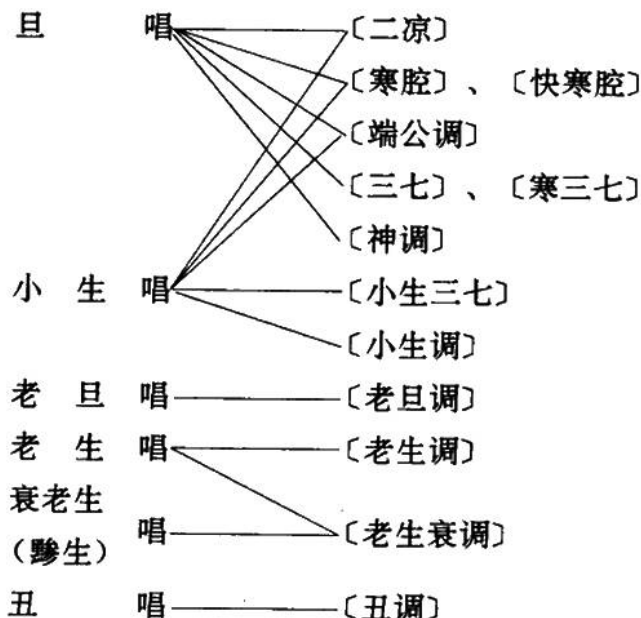 旦 唱 〔二凉〕
〔寒腔〕、〔快寒腔〕
〔端公调〕
〔三七〕、〔寒三七〕
〔神调〕
小生 唱 〔小生三七〕
〔小生调〕
老旦 唱 〔老旦调〕
老生 唱 〔老生调〕
衰老生
（黪生） 唱 〔老生衰调〕
丑 唱 〔丑调〕